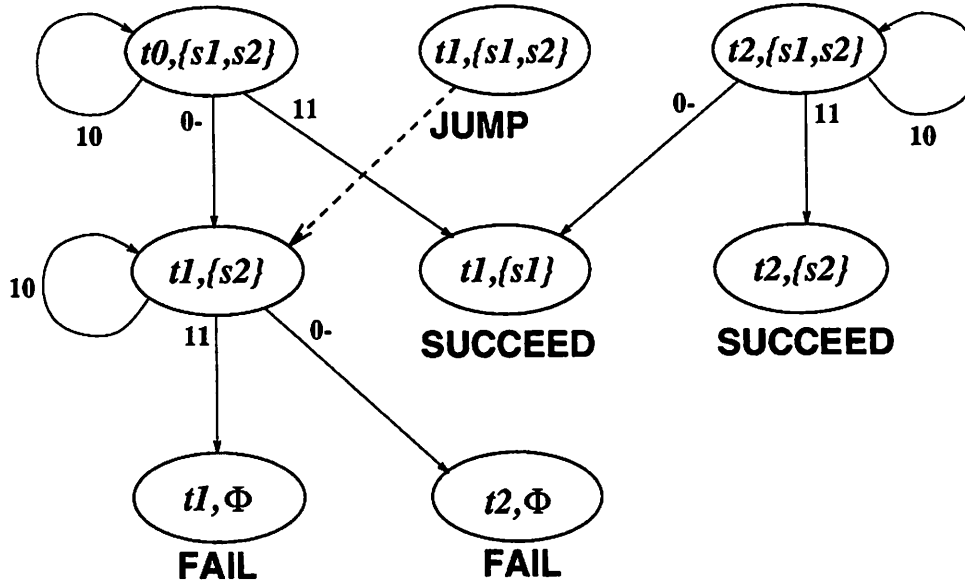 t0,{s1,s2}
t1,{s1,s2}
t2,{s1,s2}
10
0-
11
JUMP
0-
11
10
t1,{s2}
t1,{s1}
t2,{s2}
10
11
0-
SUCCEED
SUCCEED
t1,Φ
t2,Φ
FAIL
FAIL